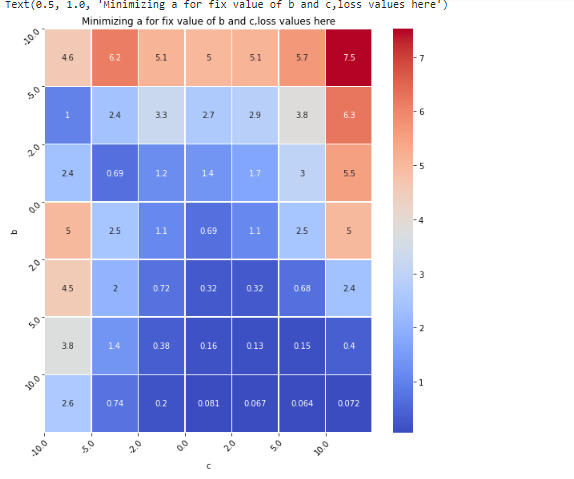 Text(0.5, 1.0, 'Minimizing a for fix value of b and c,loss values here')
Minimizing a for fix value of b and c,loss values here
-10.0
4.6 6.2 5.1 5 5.1 5.7 7.5
7
-5.0
1 2.4 3.3 2.7 2.9 3.8 6.3
6
-2.0
2.4 0.69 1.2 1.4 1.7 3 5.5
5
0.0
b
5 2.5 1.1 0.69 1.1 2.5 5
4
2.0
4.5 2 0.72 0.32 0.32 0.68 2.4
3
5.0
3.8 1.4 0.38 0.16 0.13 0.15 0.4
2
10.0
2.6 0.74 0.2 0.081 0.067 0.064 0.072
1
-10.0 -5.0 -2.0 0.0 2.0 5.0 10.0
c